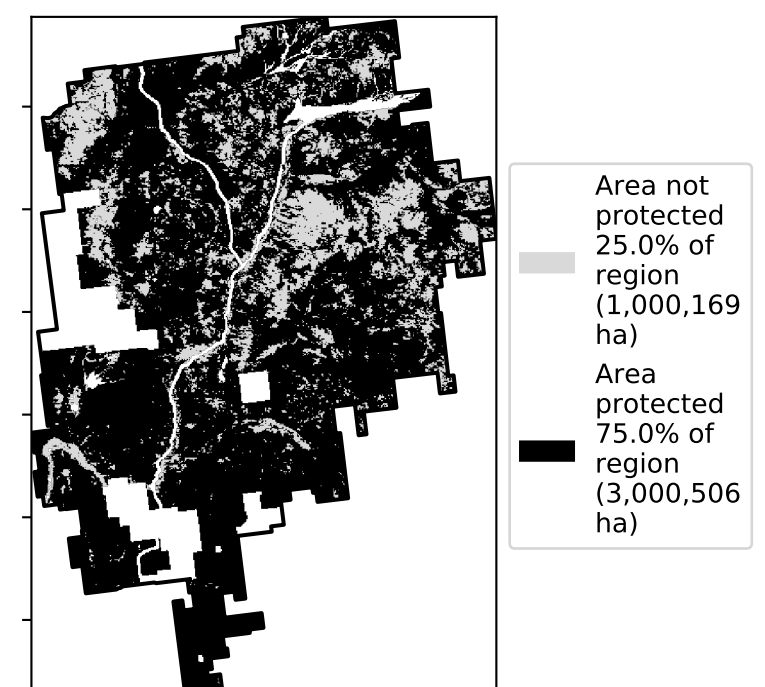 Area not
protected
25.0% of
region
(1,000,169
ha)
Area
protected
75.0% of
region
(3,000,506
ha)